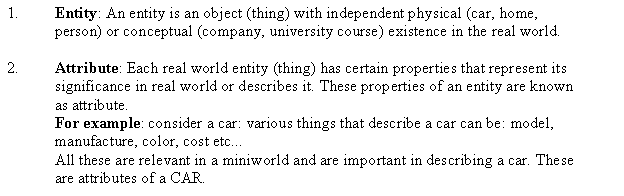 1. Entity: An entity is an object (thing) with independent physical (car, home,
person) or conceptual (company, university course) existence in the real world.
2. Attribute: Each real world entity (thing) has certain properties that represent its
significance in real world or describes it. These properties of an entity are known
as attribute.
For example: consider a car: various things that describe a car can be: model,
manufacture, color, cost etc...
All these are relevant in a miniworld and are important in describing a car. These
are attributes of a CAR.